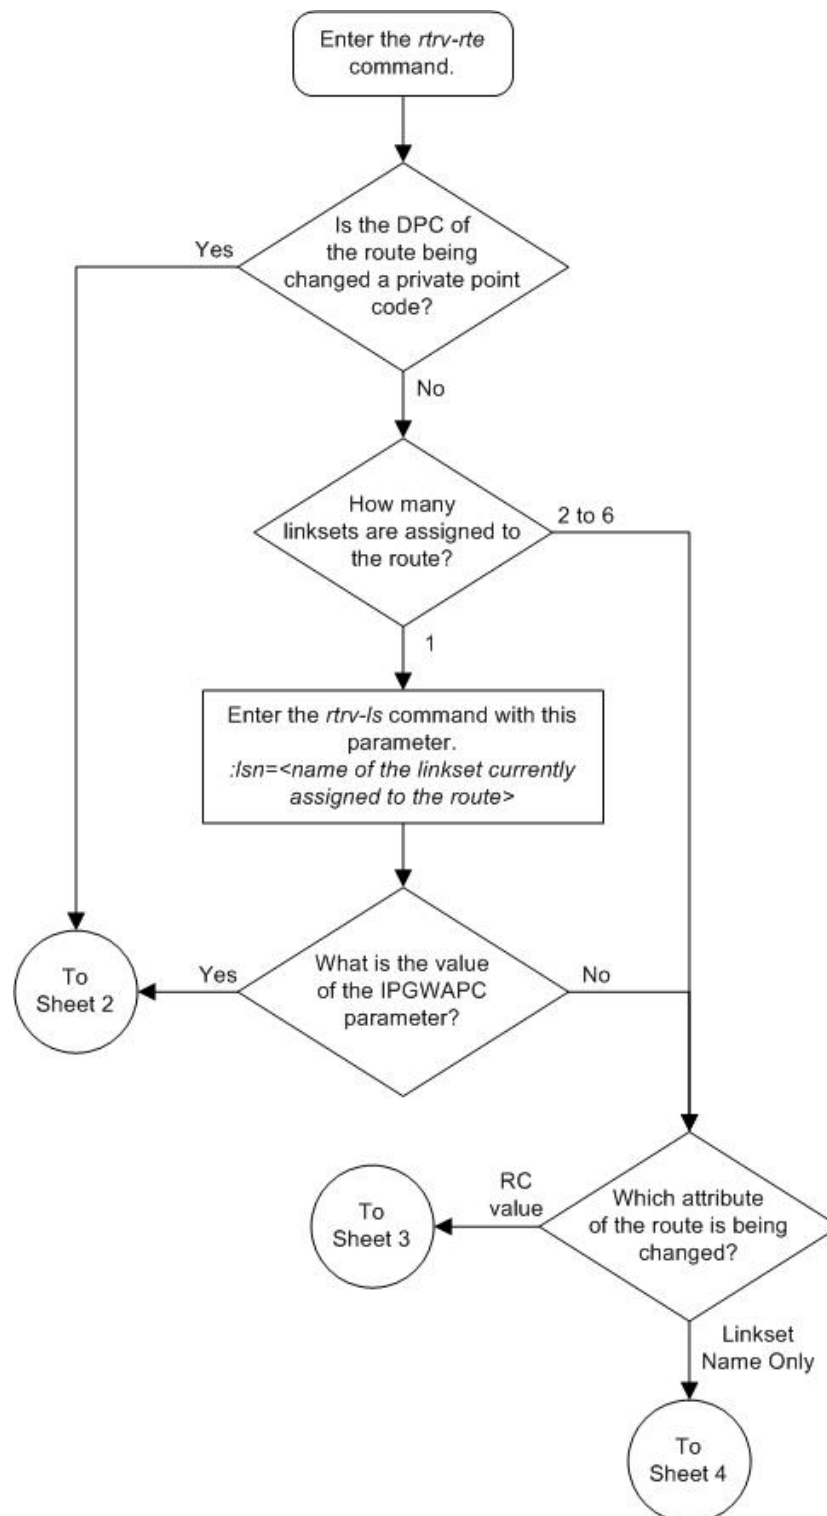 Enter the rtrv-rte
command.
Is the DPC of
the route being
changed a private point
code?
Yes
No
How many
linksets are assigned to
the route?
2 to 6
1
Enter the rtrv-ls command with this
parameter.
:lsn=<name of the linkset currently
assigned to the route>
What is the value
of the IPGWAPC
parameter?
Yes
No
To
Sheet 2
Which attribute
of the route is being
changed?
RC
value
To
Sheet 3
Linkset
Name Only
To
Sheet 4